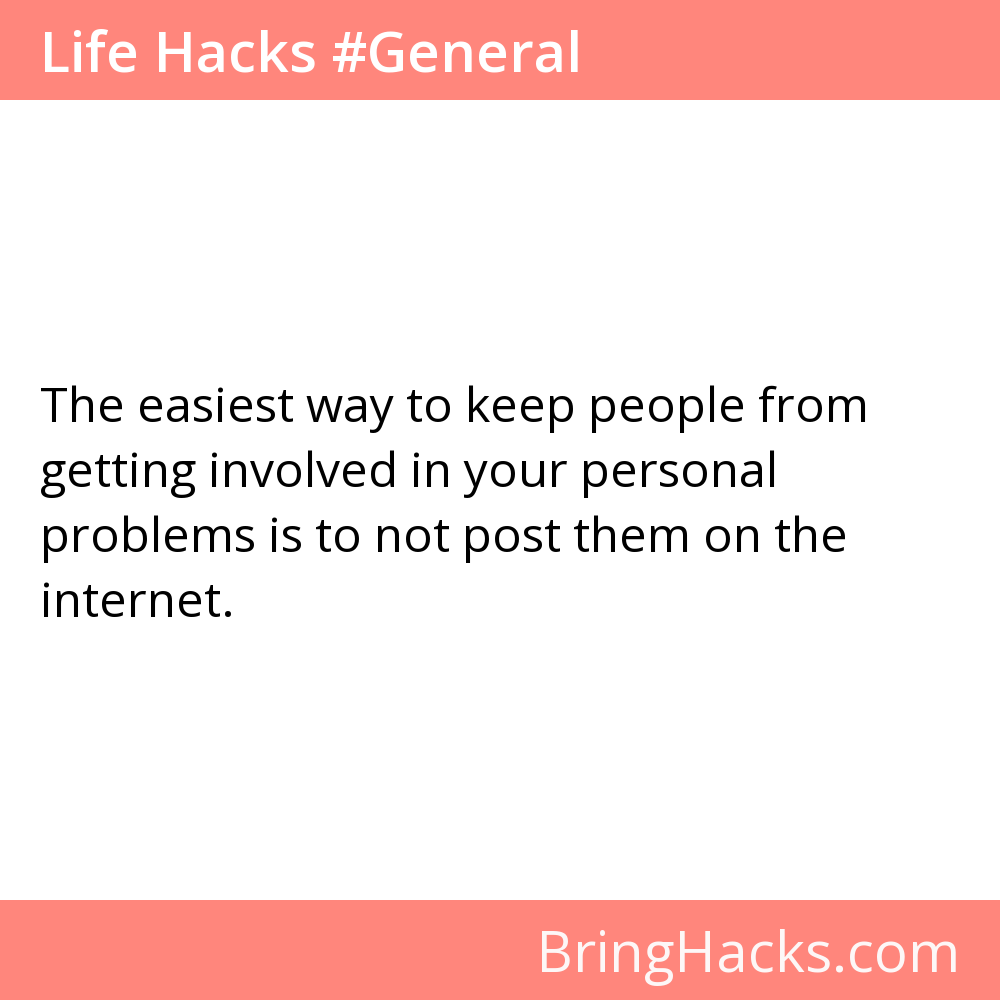 Life Hacks #General
The easiest way to keep people from
getting involved in your personal
problems is to not post them on the
internet.
BringHacks.com